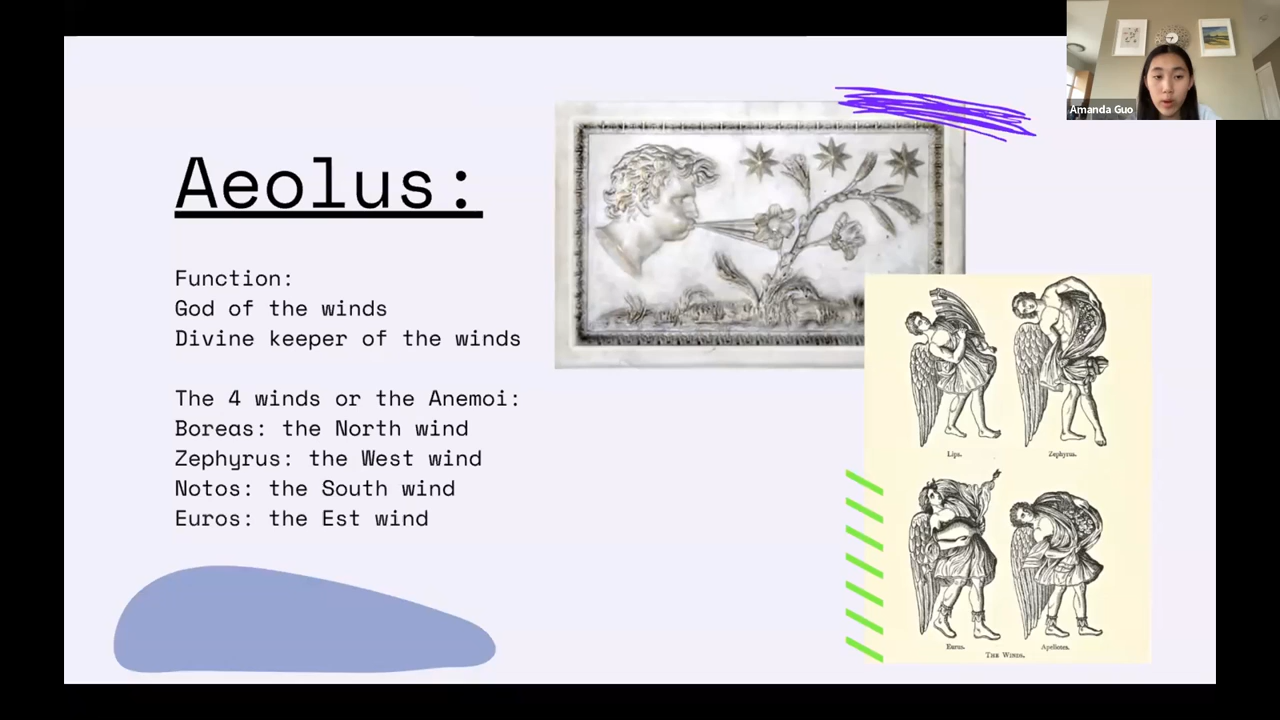 Amanda Guo
Aeolus:
Function:
God of the winds
Divine keeper of the winds
The 4 winds or the Anemoi:
Boreas: the North wind
Zephyrus: the West wind
Notos: the South wind
Euros: the Est wind
Lips.
Zephyrus.
Eurus.
Apeliotes.
The Winds.